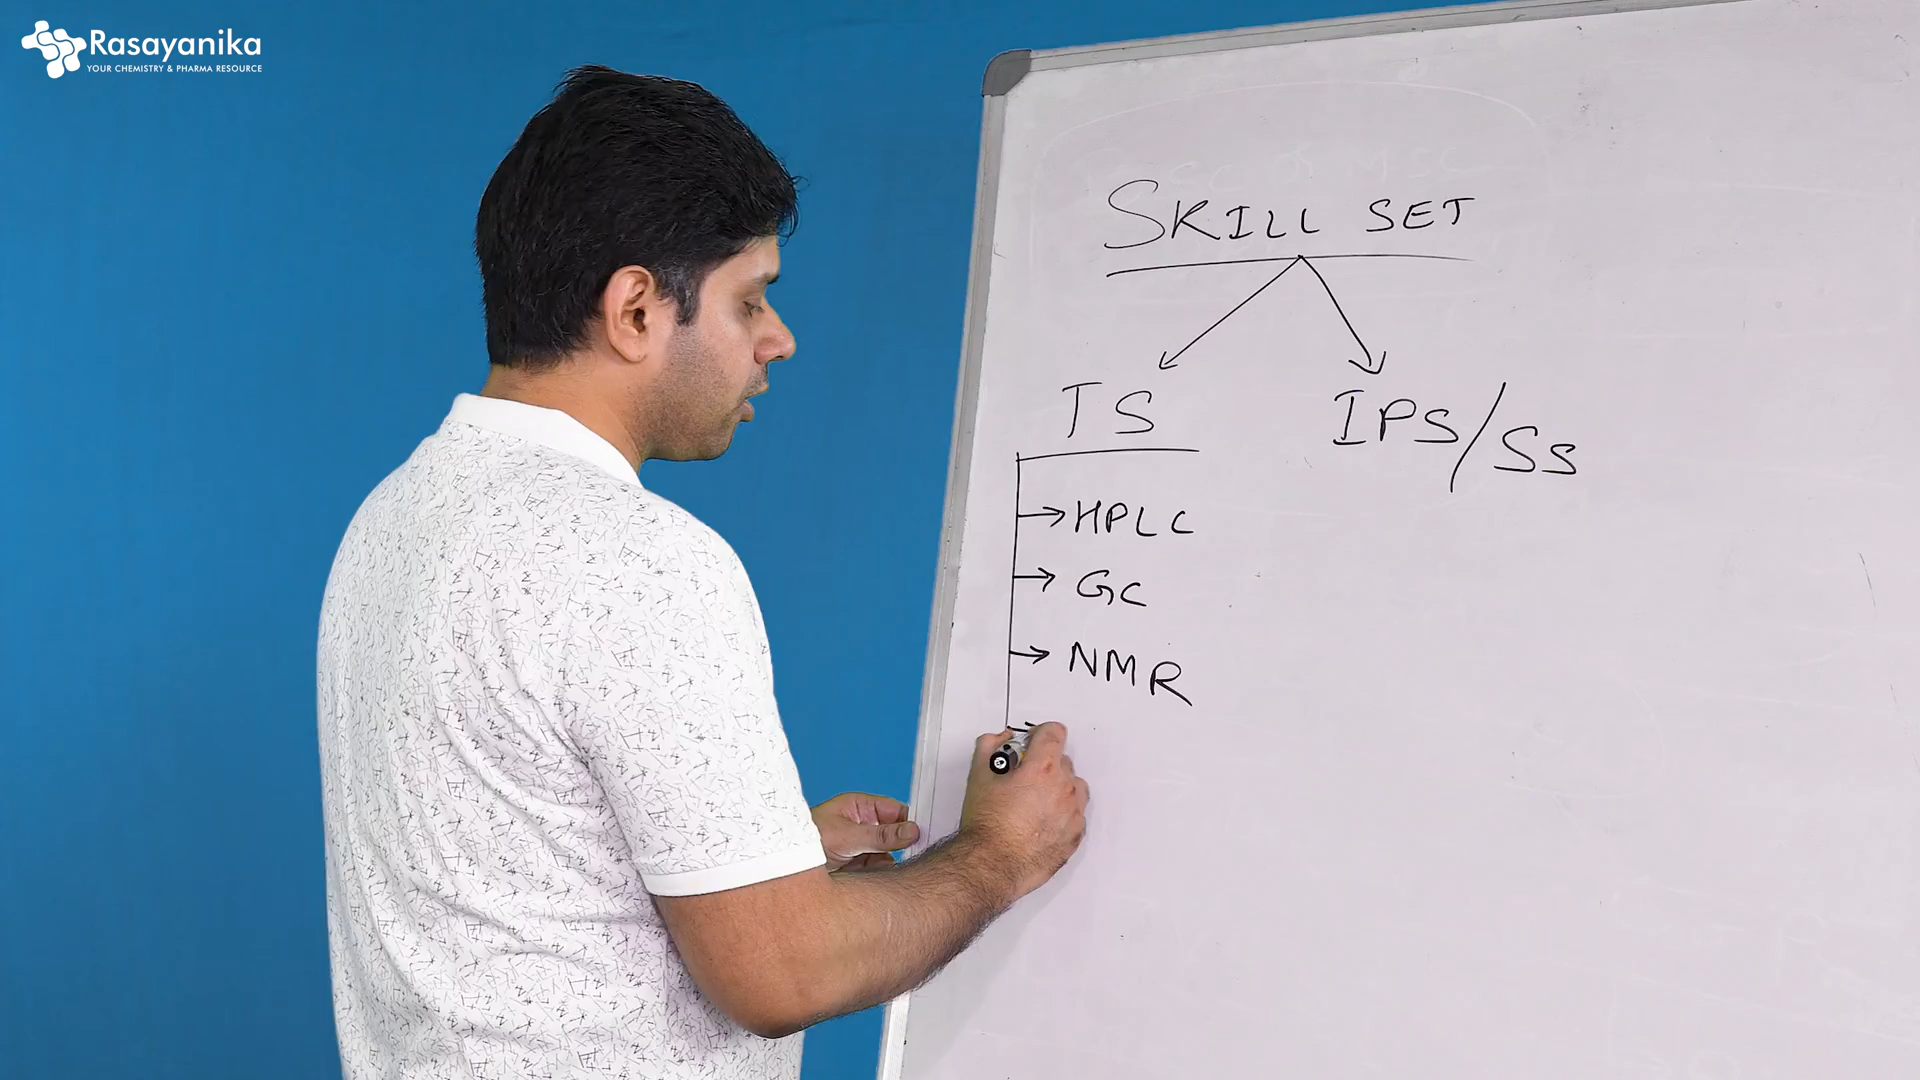 Rasayanika
YOUR CHEMISTRY & PHARMA RESOURCE
SKILL SET
TS
IPS/SS
HPLC
GC
NMR